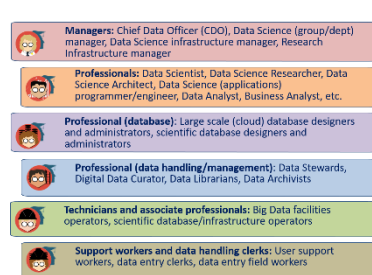 Managers: Chief Data Officer (CDO), Data Science (group/dept)
manager, Data Science infrastructure manager, Research
Infrastructure manager
Professionals: Data Scientist, Data Science Researcher, Data
Science Architect, Data Science (applications)
programmer/engineer, Data Analyst, Business Analyst, etc.
Professional (database): Large scale (cloud) database designers
and administrators, scientific database designers and
administrators
Professional (data handling/management): Data Stewards,
Digital Data Curator, Data Librarians, Data Archivists
Technicians and associate professionals: Big Data facilities
operators, scientific database/infrastructure operators
Support workers and data handling clerks: User support
workers, data entry clerks, data entry field workers